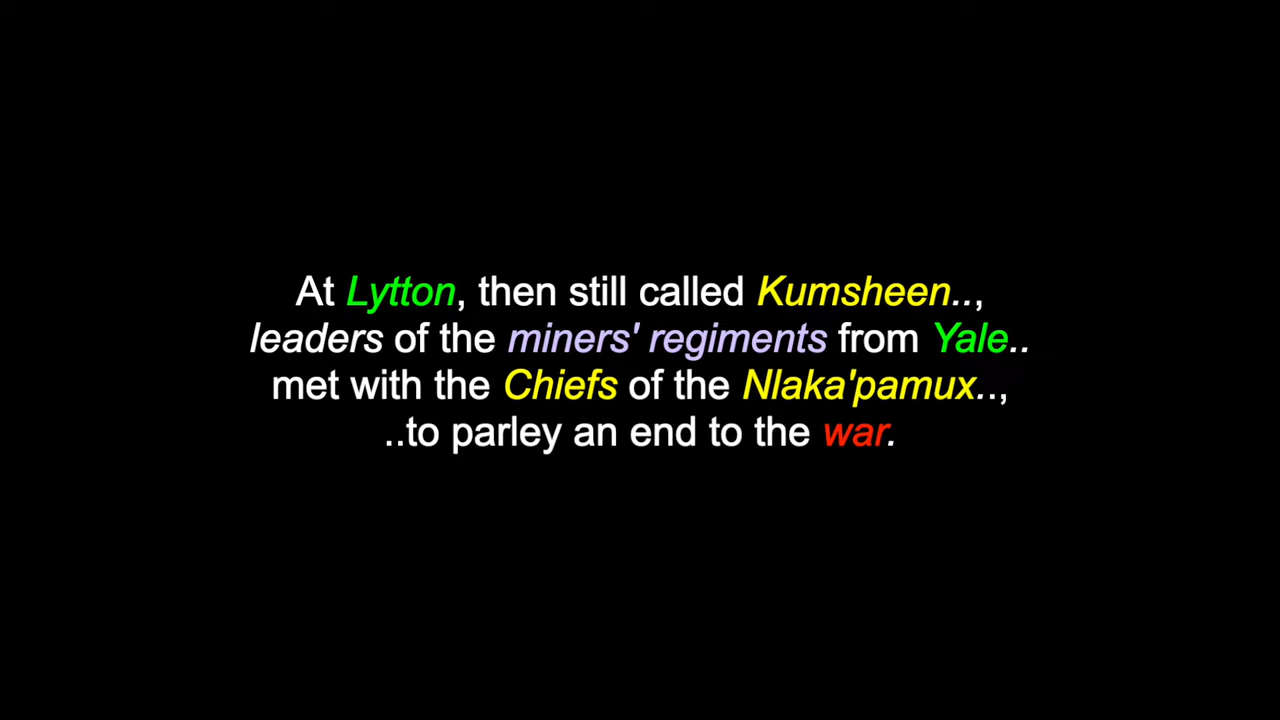 At Lytton, then still called Kumsheen..,
leaders of the miners' regiments from Yale..
met with the Chiefs of the Nlaka'pamux..,
..to parley an end to the war.